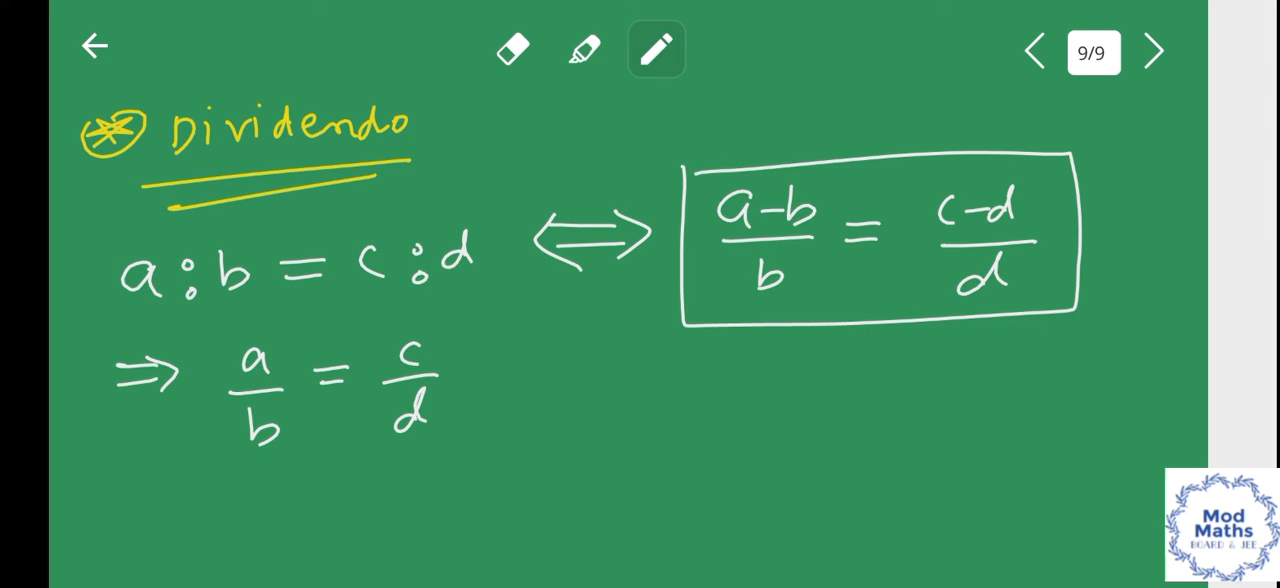 9/9
Dividendo
a : b = c : d ⟺ (a-b)/b = (c-d)/d
⇒ a/b = c/d
Mod
Maths
BOARD & JEE